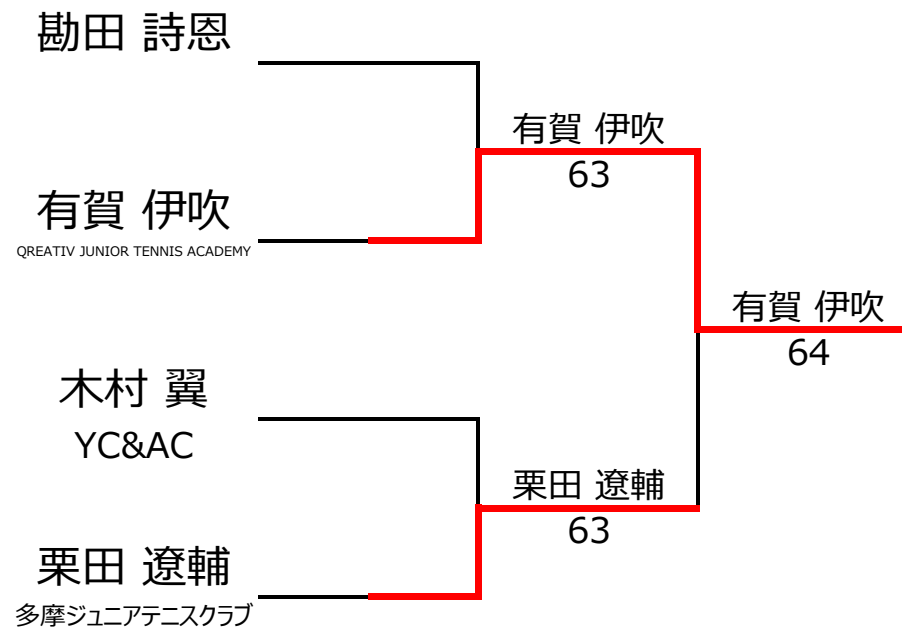 勘田 詩恩
有賀 伊吹
63
有賀 伊吹
QREATIV JUNIOR TENNIS ACADEMY
有賀 伊吹
64
木村 翼
YC&AC
栗田 遼輔
63
栗田 遼輔
多摩ジュニアテニスクラブ